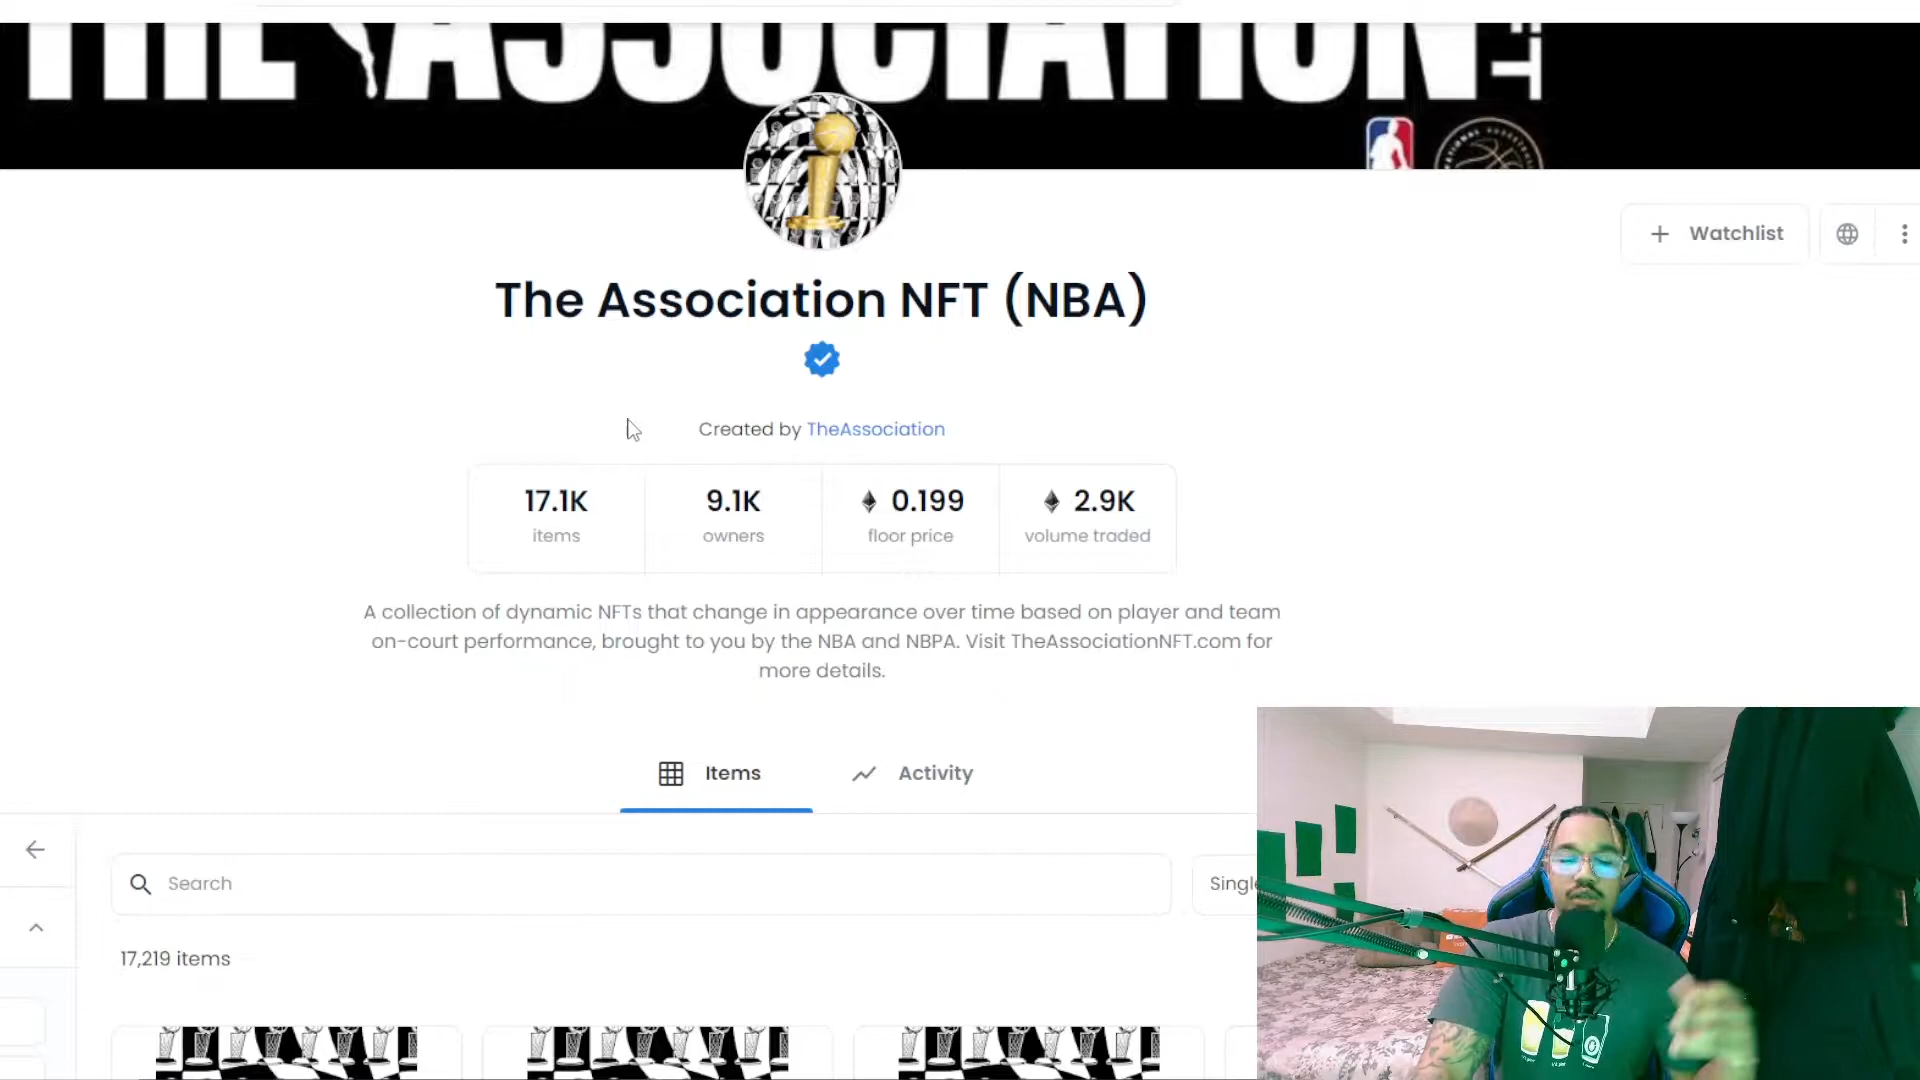 THE ASSOCIATION
Watchlist
The Association NFT (NBA)
Created by TheAssociation
17.1K
items
9.1K
owners
0.199
floor price
2.9K
volume traded
A collection of dynamic NFTs that change in appearance over time based on player and team
on-court performance, brought to you by the NBA and NBPA. Visit TheAssociationNFT.com for
more details.
Items
Activity
Search
Single
17,219 items